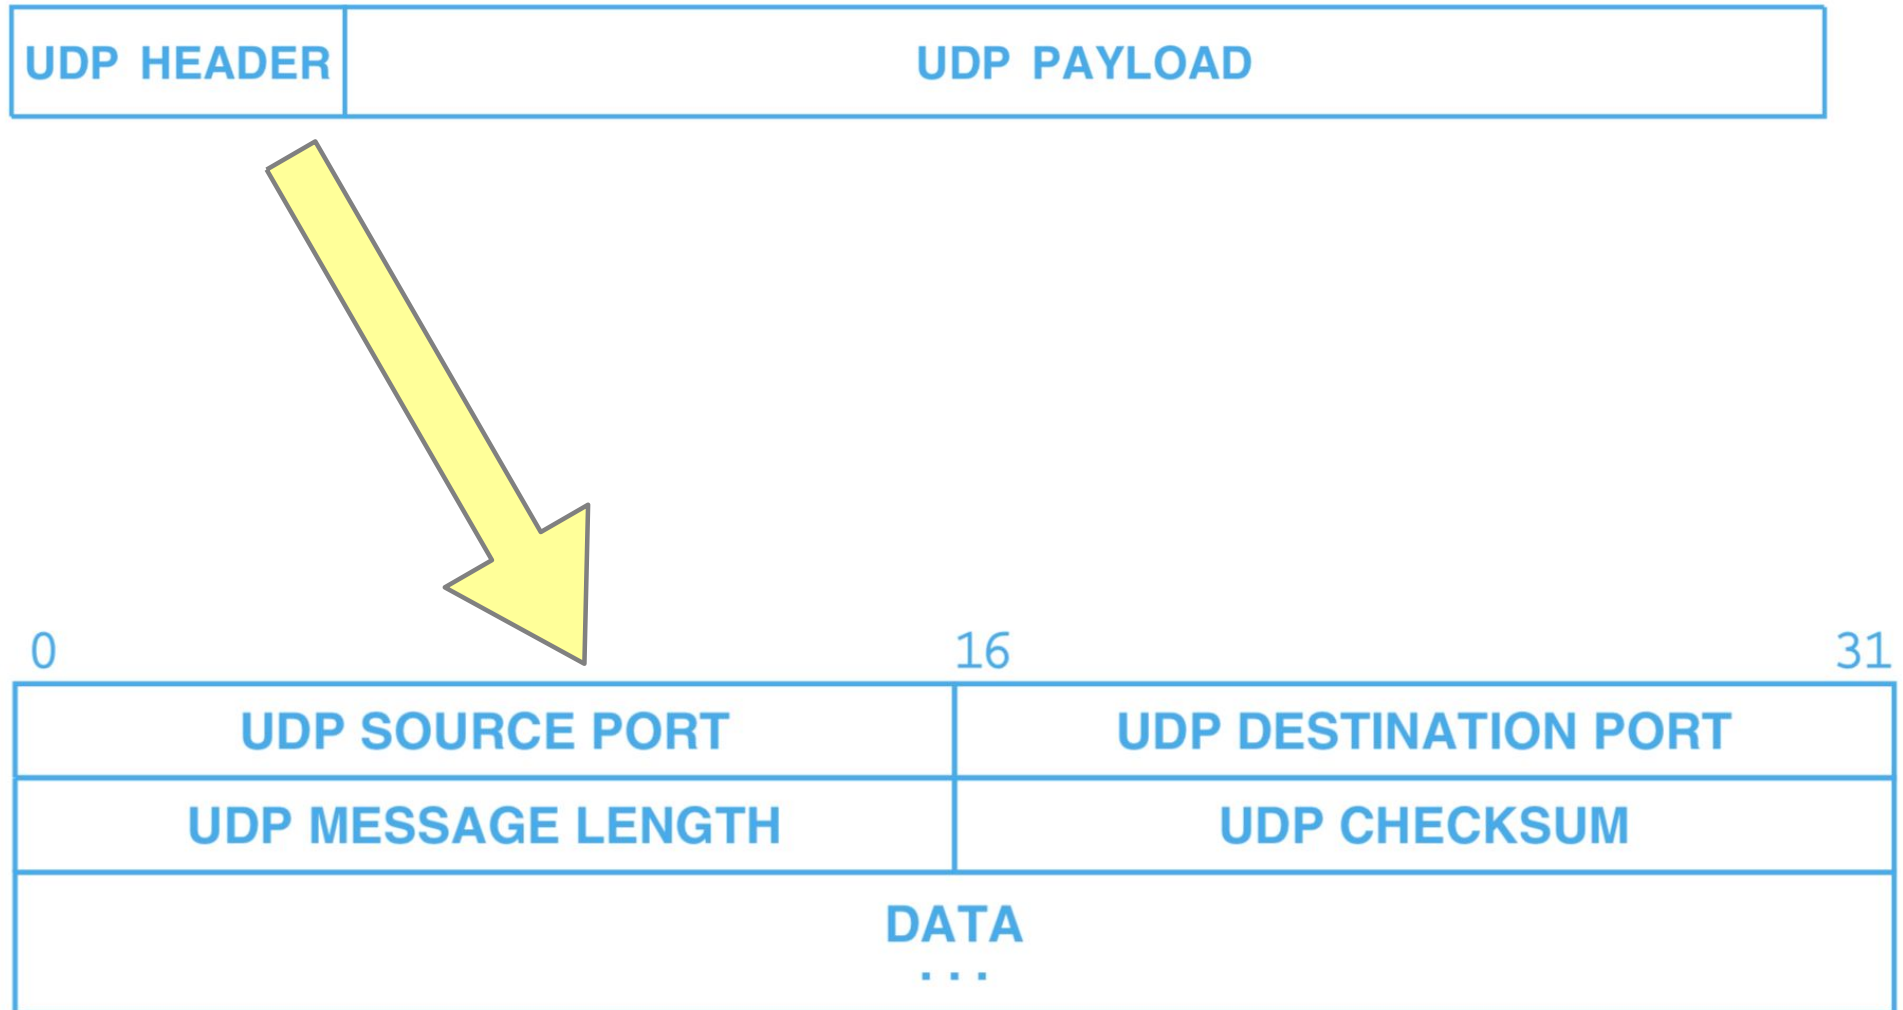 UDP HEADER UDP PAYLOAD
0 16 31
UDP SOURCE PORT UDP DESTINATION PORT
UDP MESSAGE LENGTH UDP CHECKSUM
DATA
...